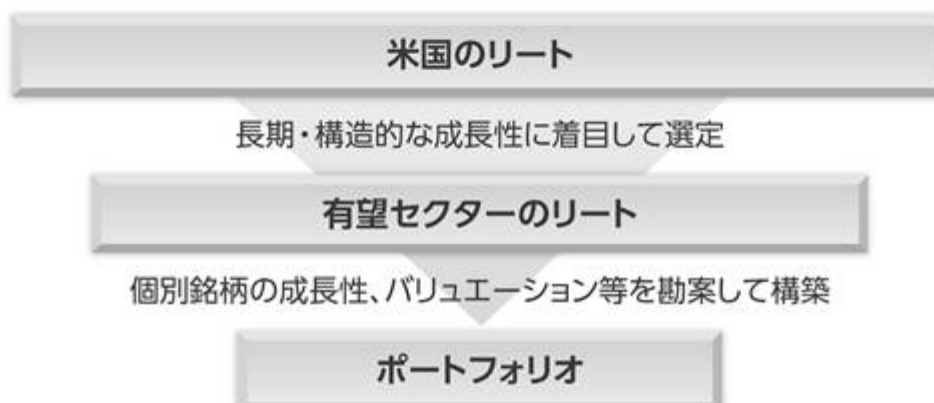 米国のリート
長期・構造的な成長性に着目して選定
有望セクターのリート
個別銘柄の成長性、バリュエーション等を勘案して構築
ポートフォリオ